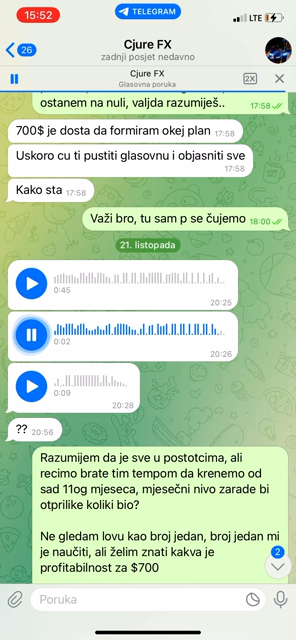 15:52
TELEGRAM
LTE
26
Cjure FX
zadnji posjet nedavno
Cjure FX
Glasovna poruka
2X
ostanem na nuli, valjda razumiješ..
17:58
700$ je dosta da formiram okej plan
17:58
Uskoro cu ti pustiti glasovnu i objasniti sve
17:58
Kako sta
17:58
Važi bro, tu sam p se čujemo
18:00
21. listopada
0:45
20:25
0:02
20:26
0:09
20:28
??
20:56
Razumijem da je sve u postotcima, ali
recimo brate tim tempom da krenemo od
sad 11og mjeseca, mjesečni nivo zarade bi
otprilike koliki bio?
Ne gledam lovu kao broj jedan, broj jedan mi
je naučiti, ali želim znati kakva je
profitabilnost za $700
2
Poruka